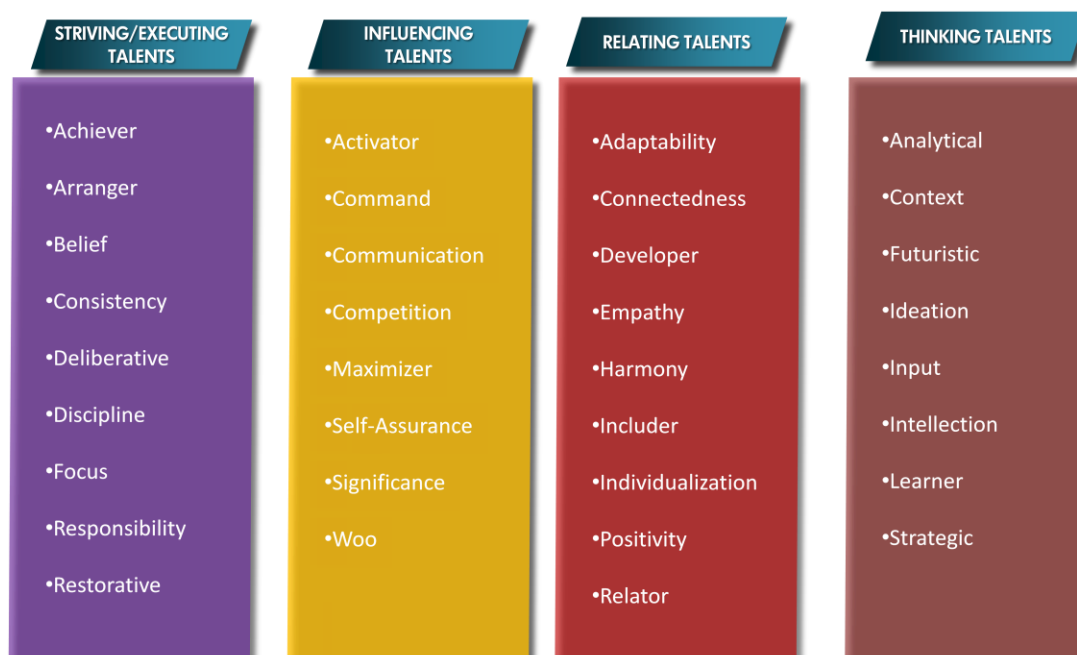 STRIVING/EXECUTING
TALENTS
•Achiever
•Arranger
•Belief
•Consistency
•Deliberative
•Discipline
•Focus
•Responsibility
•Restorative
INFLUENCING
TALENTS
•Activator
•Command
•Communication
•Competition
•Maximizer
•Self-Assurance
•Significance
•Woo
RELATING TALENTS
•Adaptability
•Connectedness
•Developer
•Empathy
•Harmony
•Includer
•Individualization
•Positivity
•Relator
THINKING TALENTS
•Analytical
•Context
•Futuristic
•Ideation
•Input
•Intellection
•Learner
•Strategic